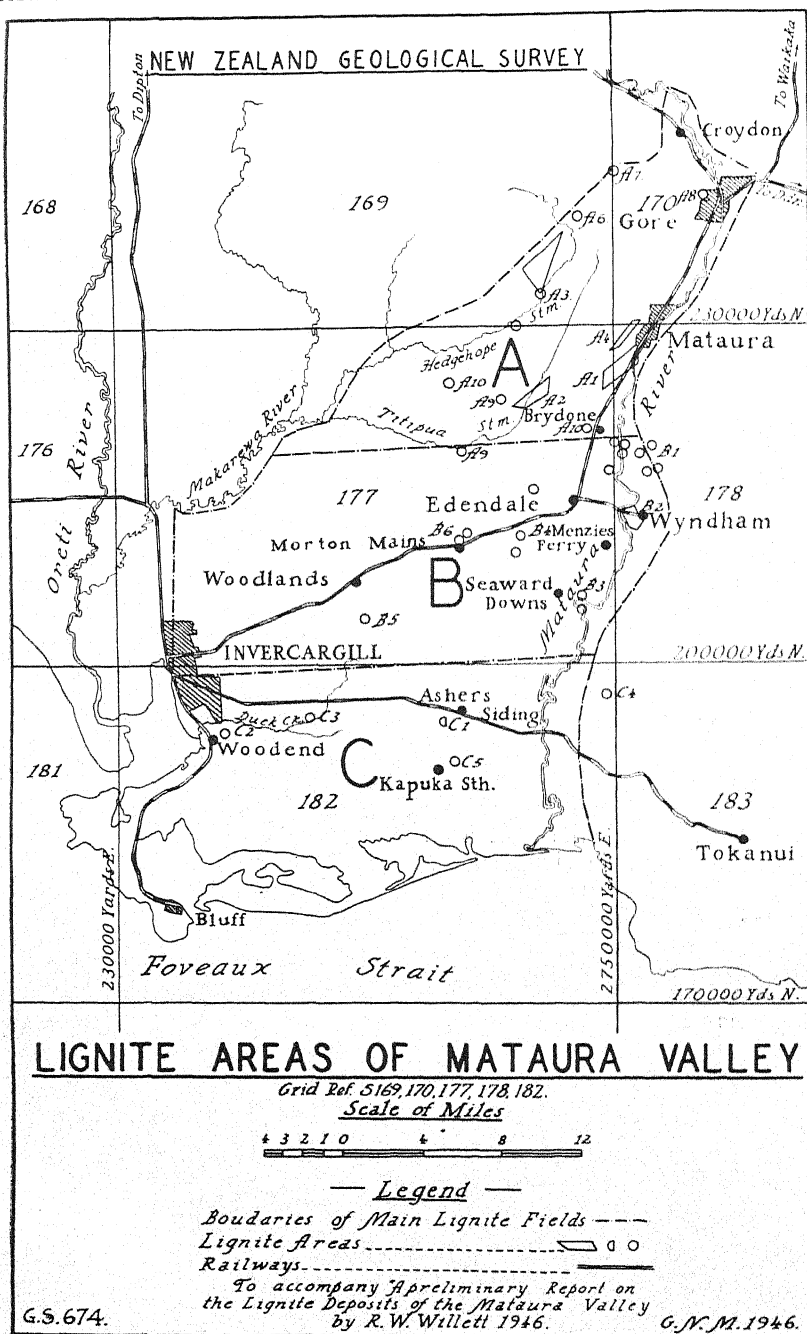 NEW ZEALAND GEOLOGICAL SURVEY
To Dipton
To Waikaka
Croydon
168
169
A7
170
A8
Gore
A6
A3
Stm.
230000 Yds N.
Hedgehope
A
A4
Mataura
A10
A1
A9
A2
Brydone
River
Titipua
Stm.
A10
Makarewa River
176
River
A9
B1
177
178
Edendale
B2
Wyndham
Oreti
B6
B4
Menzies
Ferry
Morton Mains
Woodlands
B
Seaward
Downs
B3
Mataura
B5
INVERCARGILL
200000 Yds N.
Ashers
Siding
C4
Duck Ck.
C3
C1
C2
Woodend
C
C5
181
Kapuka Sth.
182
183
Tokanui
230000 Yards E.
2750000 Yards E.
Bluff
Foveaux Strait
170000 Yds N.
LIGNITE AREAS OF MATAURA VALLEY
Grid Ref. S169,170,177,178,182.
Scale of Miles
4 3 2 1 0 4 8 12
Legend
Boudaries of Main Lignite Fields
Lignite Areas
Railways
To accompany "A preliminary Report on
the Lignite Deposits of the Mataura Valley
by R.W. Willett 1946.
G.S. 674.
G.N.M. 1946.